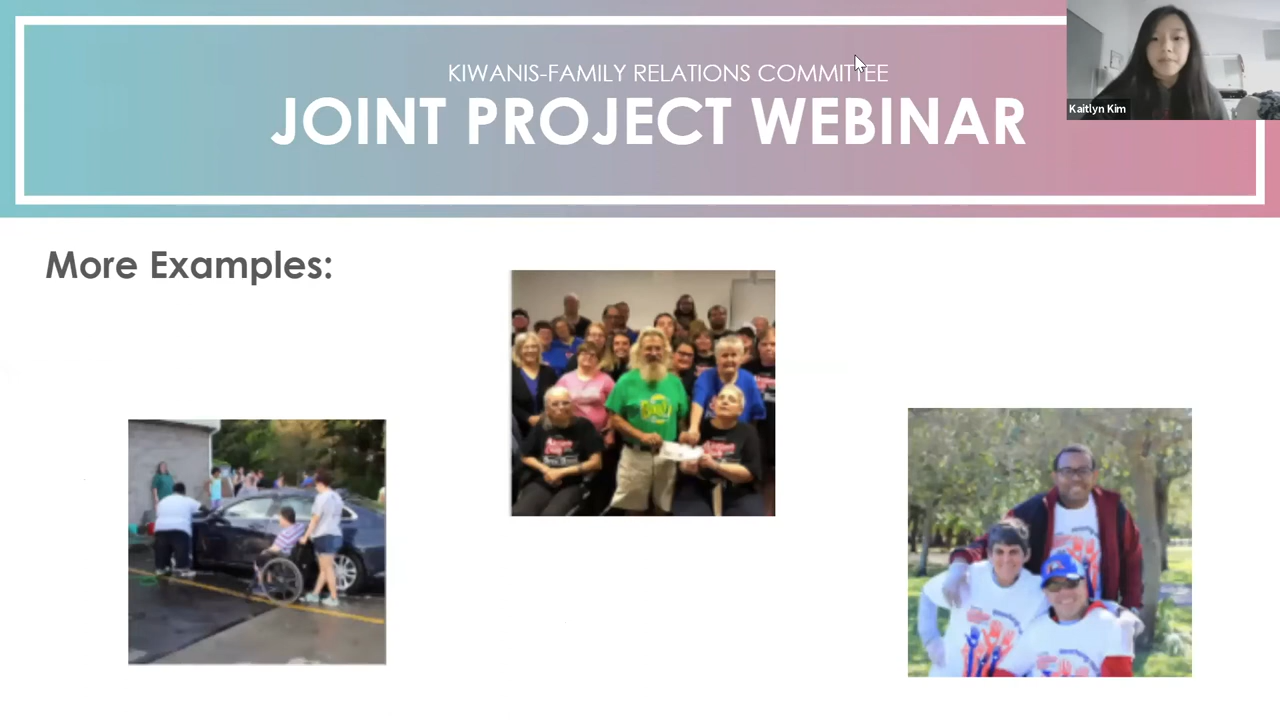 KIWANIS-FAMILY RELATIONS COMMITTEE
JOINT PROJECT WEBINAR
Kaitlyn Kim
More Examples: